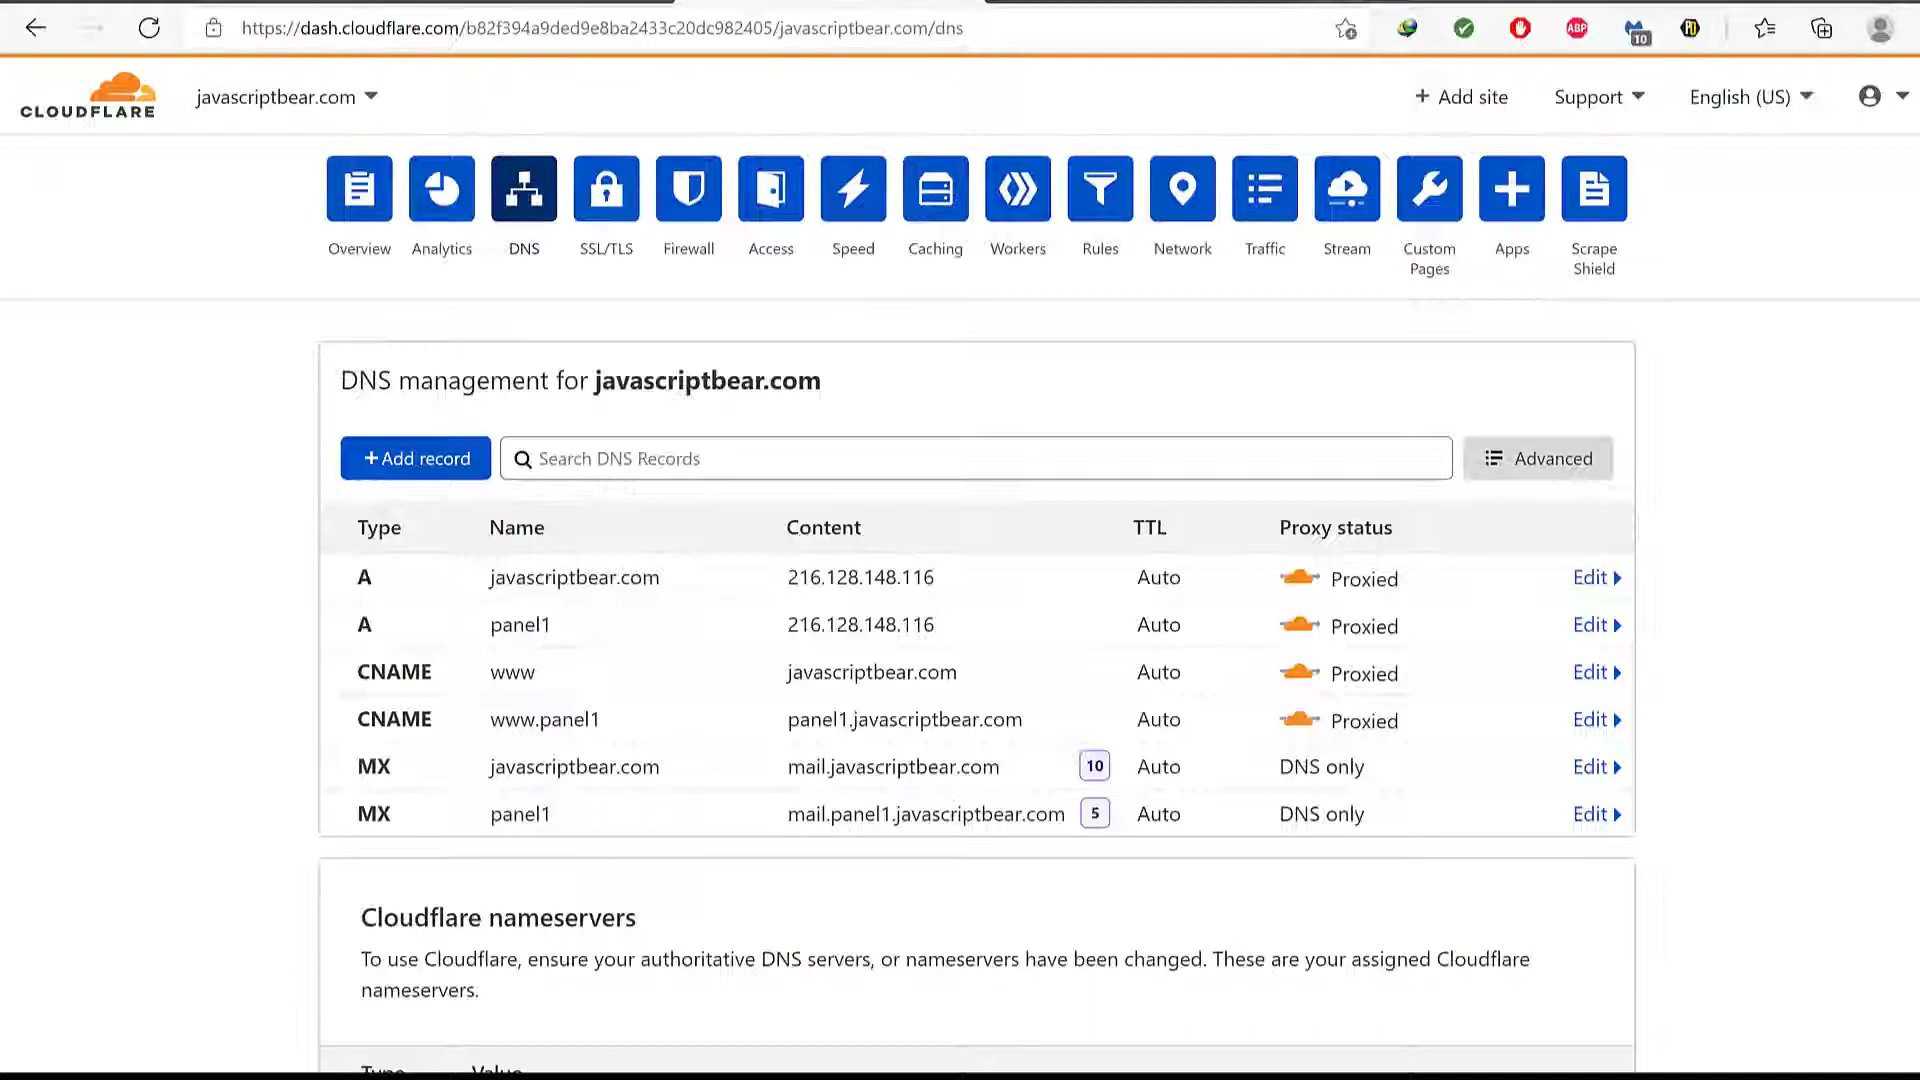 https://dash.cloudflare.com/b82f394a9ded9e8ba2433c20dc982405/javascriptbear.com/dns
ABP
10
CLOUDFLARE
javascriptbear.com
+ Add site
Support
English (US)
Overview
Analytics
DNS
SSL/TLS
Firewall
Access
Speed
Caching
Workers
Rules
Network
Traffic
Stream
Custom Pages
Apps
Scrape Shield
DNS management for javascriptbear.com
+Add record
Search DNS Records
Advanced
Type Name Content TTL Proxy status
A javascriptbear.com 216.128.148.116 Auto Proxied Edit
A panel1 216.128.148.116 Auto Proxied Edit
CNAME www javascriptbear.com Auto Proxied Edit
CNAME www.panel1 panel1.javascriptbear.com Auto Proxied Edit
MX javascriptbear.com mail.javascriptbear.com 10 Auto DNS only Edit
MX panel1 mail.panel1.javascriptbear.com 5 Auto DNS only Edit
Cloudflare nameservers
To use Cloudflare, ensure your authoritative DNS servers, or nameservers have been changed. These are your assigned Cloudflare
nameservers.
Type Value